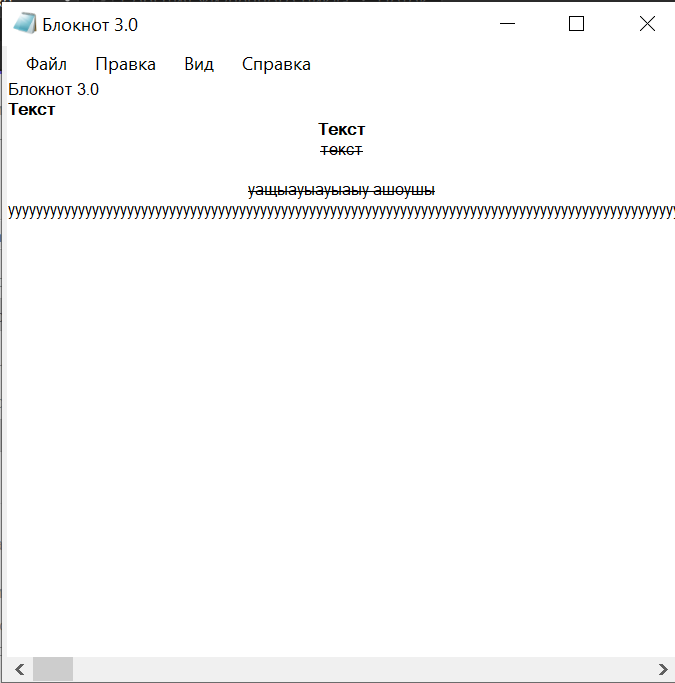 Блокнот 3.0
Файл Правка Вид Справка
Блокнот 3.0
Текст
Текст
текст
уащыауыауыаыу ашоушы